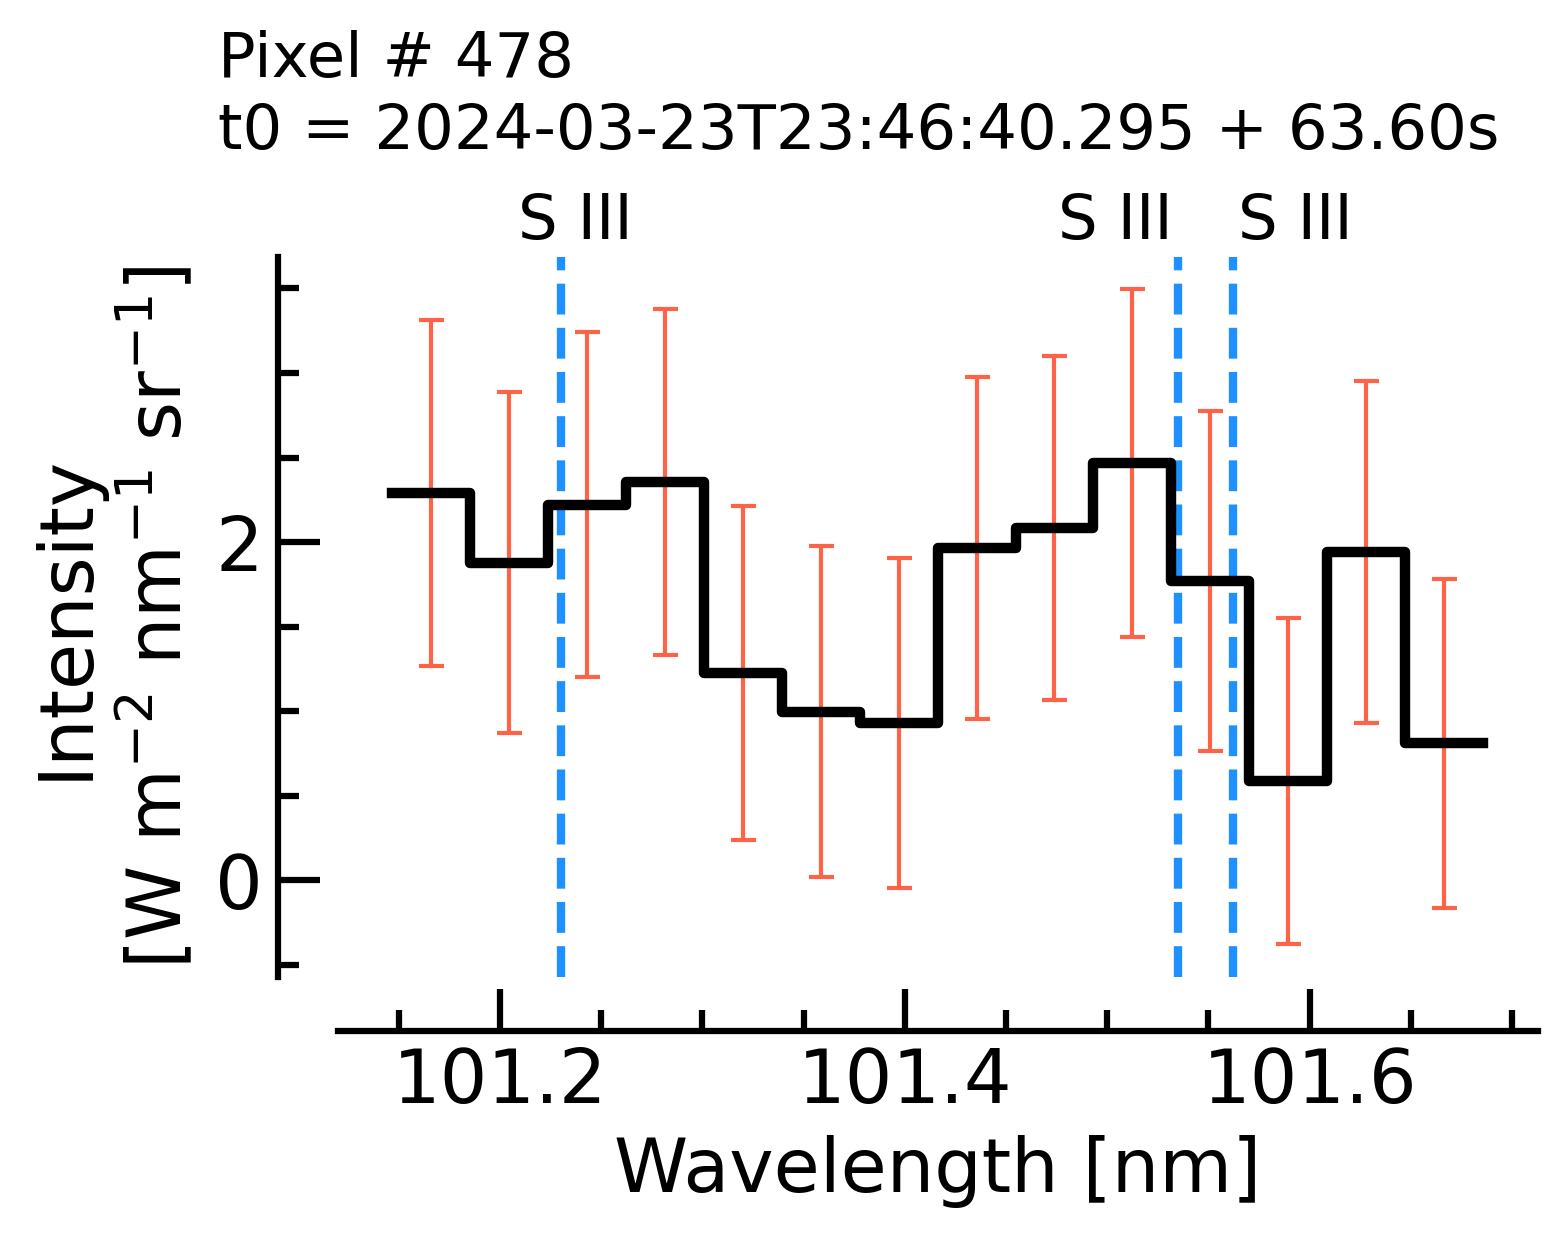 Pixel # 478
t0 = 2024-03-23T23:46:40.295 + 63.60s
S III S III S III
Intensity
[W m⁻² nm⁻¹ sr⁻¹]
2
0
101.2 101.4 101.6
Wavelength [nm]